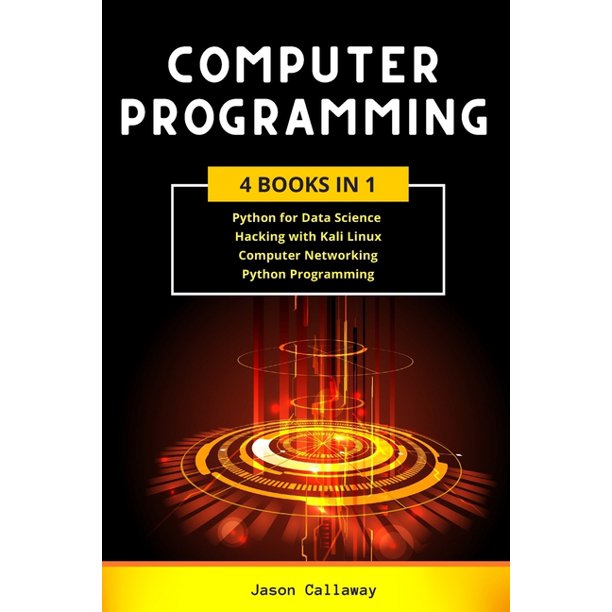 COMPUTER
PROGRAMMING
4 BOOKS IN 1
Python for Data Science
Hacking with Kali Linux
Computer Networking
Python Programming
Jason Callaway